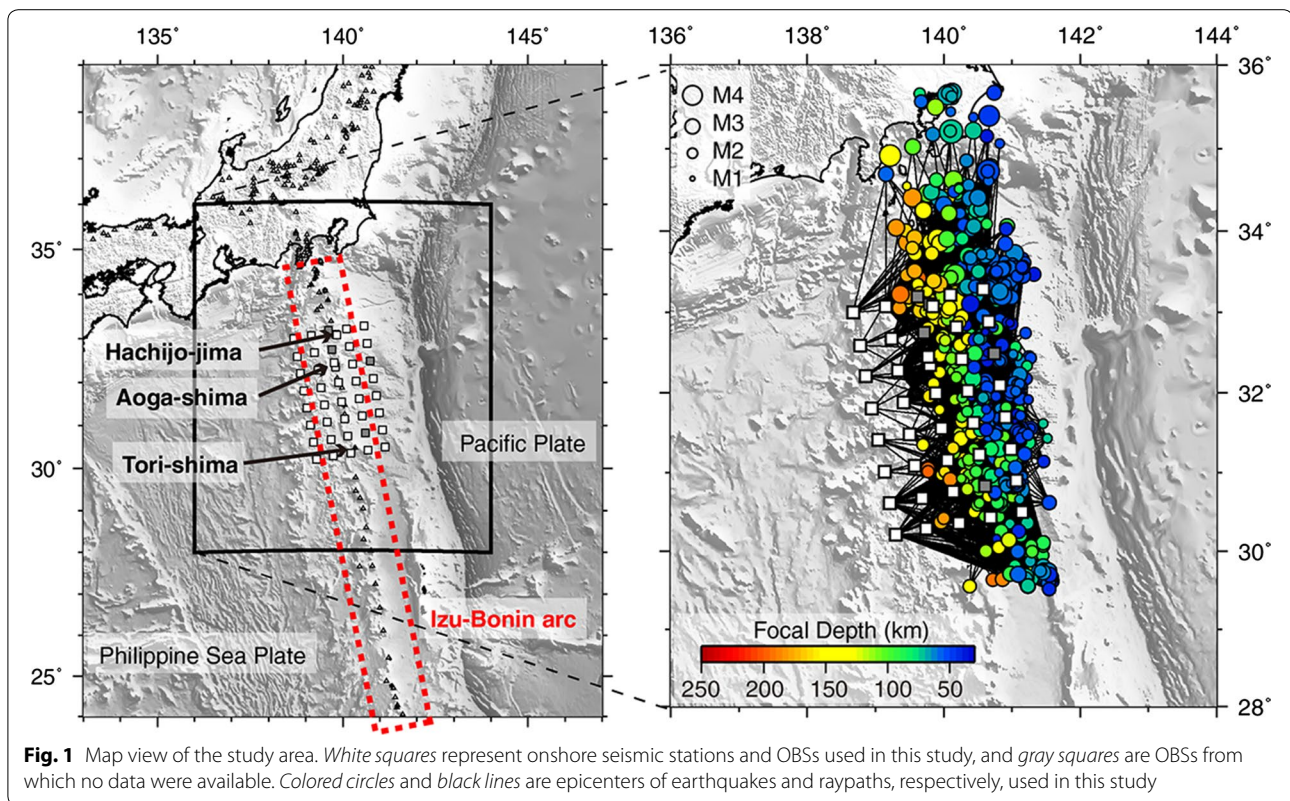 135˚ 140˚ 145˚
35˚
30˚
25˚
Hachijo-jima
Aoga-shima
Tori-shima
Pacific Plate
Izu-Bonin arc
Philippine Sea Plate
136˚ 138˚ 140˚ 142˚ 144˚
36˚
34˚
32˚
30˚
28˚
M4
M3
M2
M1
Focal Depth (km)
250 200 150 100 50
Fig. 1 Map view of the study area. White squares represent onshore seismic stations and OBSs used in this study, and gray squares are OBSs from
which no data were available. Colored circles and black lines are epicenters of earthquakes and raypaths, respectively, used in this study